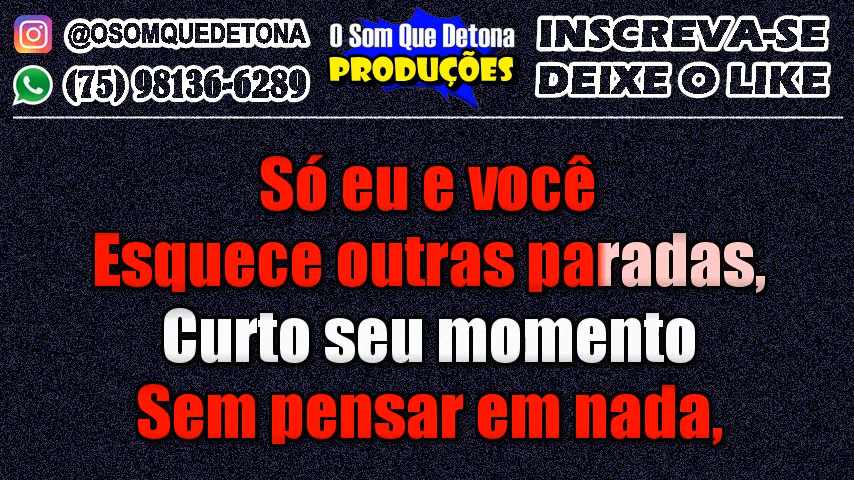 @OSOMQUEDETONA
(75) 98136-6289
O Som Que Detona
PRODUÇÕES
INSCREVA-SE
DEIXE O LIKE
Só eu e você
Esquece outras paradas,
Curto seu momento
Sem pensar em nada,